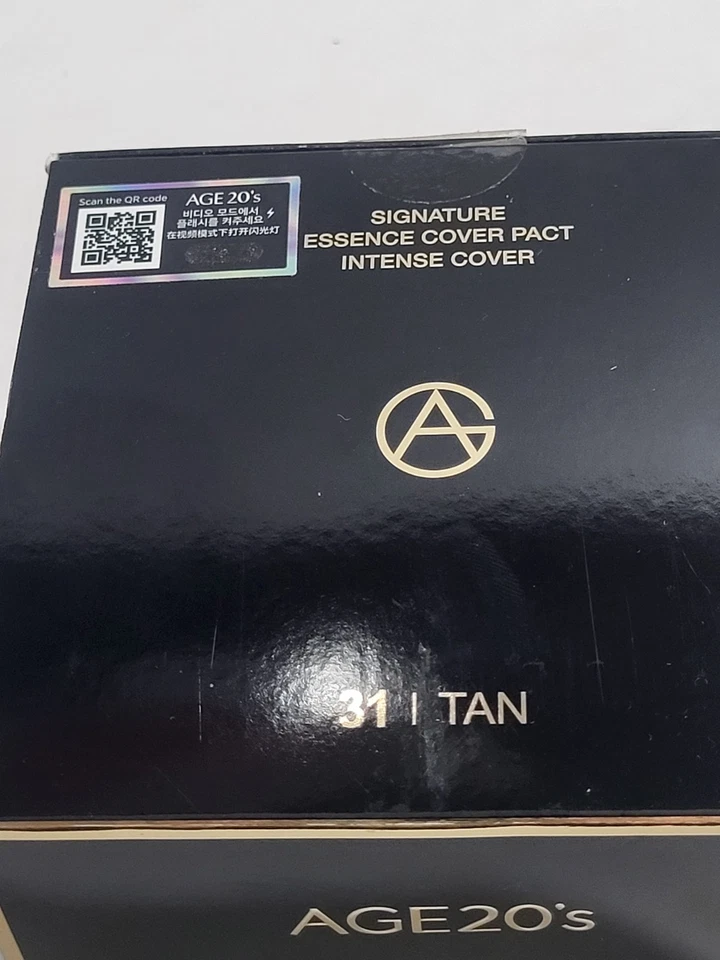 Scan the QR code
AGE 20's
비디오 모드에서
플래시를 켜주세요
在视频模式下打开闪光灯
SIGNATURE
ESSENCE COVER PACT
INTENSE COVER
AG
31 | TAN
AGE20's